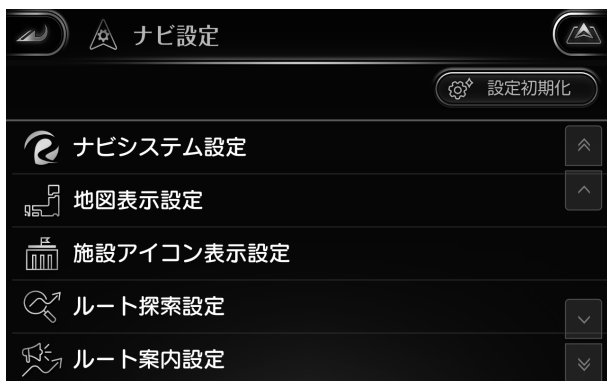 ナビ設定
設定初期化
ナビシステム設定
地図表示設定
施設アイコン表示設定
ルート探索設定
ルート案内設定